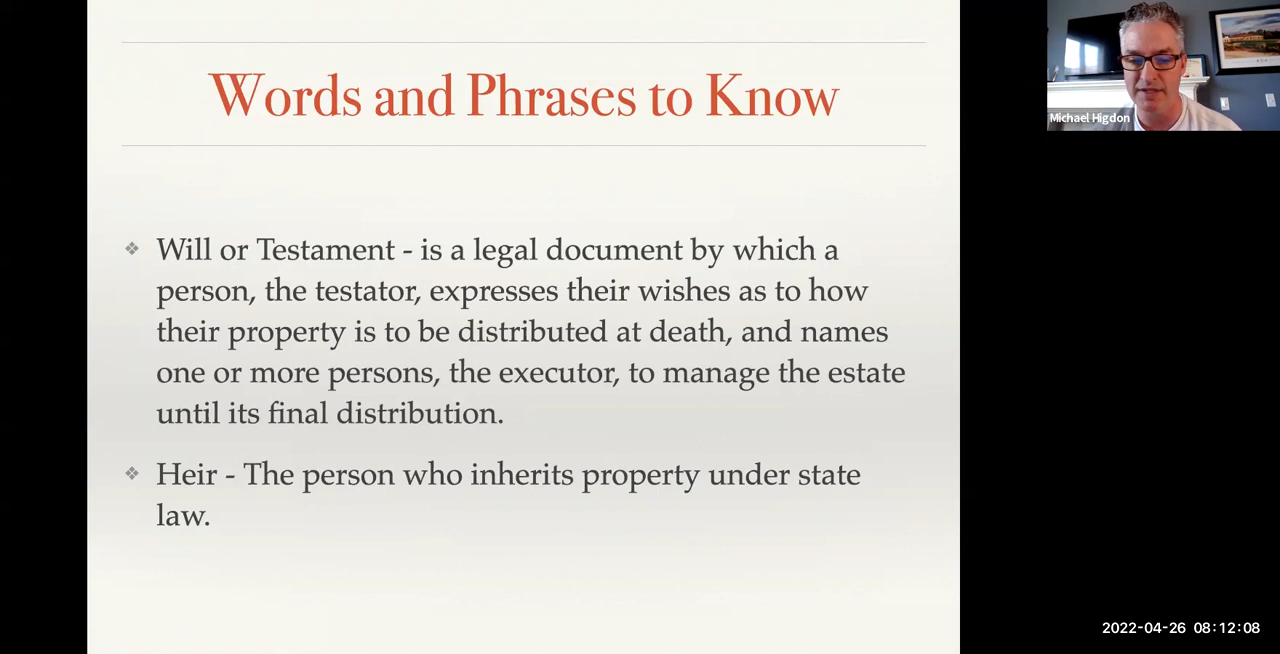 Words and Phrases to Know
Michael Higdon
Will or Testament - is a legal document by which a
person, the testator, expresses their wishes as to how
their property is to be distributed at death, and names
one or more persons, the executor, to manage the estate
until its final distribution.
Heir - The person who inherits property under state
law.
2022-04-26 08:12:08